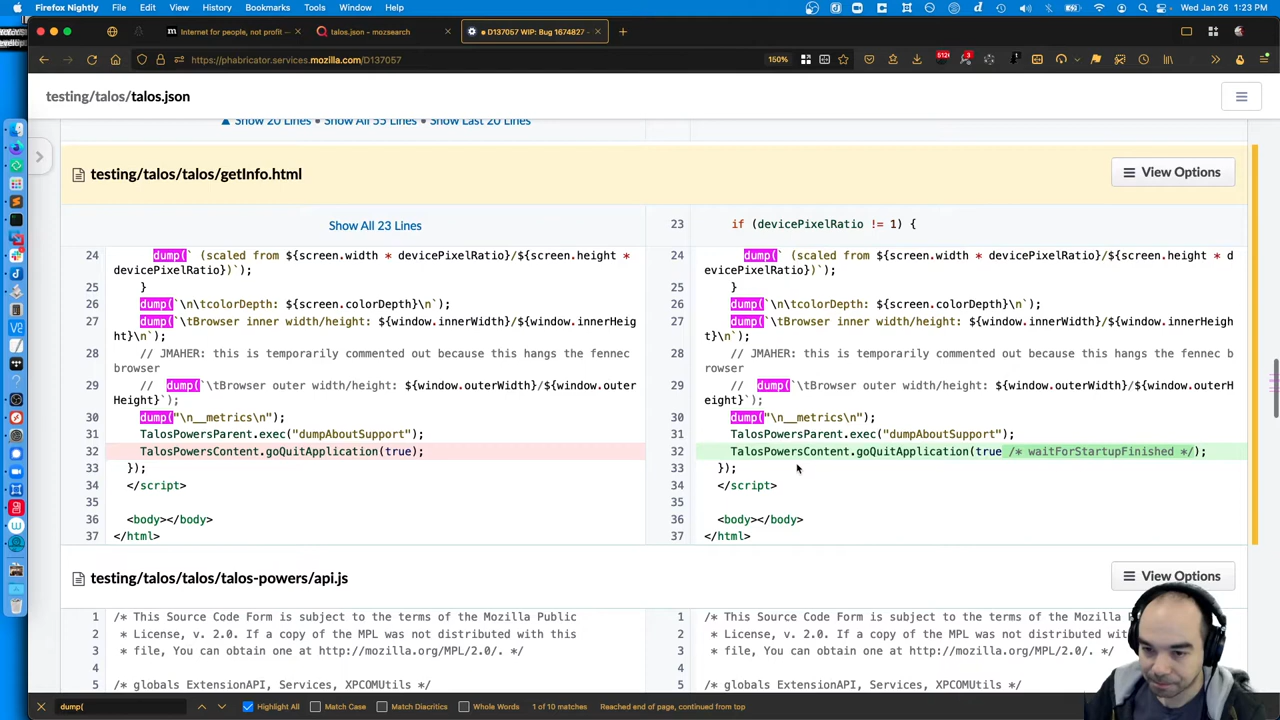 Firefox Nightly File Edit View History Bookmarks Tools Window Help Wed Jan 26 1:23 PM
Internet for people, not profit — talos.json - mozsearch ● D137057 WIP: Bug 1674827 -
https://phabricator.services.mozilla.com/D137057 150%
testing/talos/talos.json
▲ Show 20 Lines • Show All 55 Lines • Show Last 20 Lines
testing/talos/talos/getInfo.html View Options
Show All 23 Lines 23 if (devicePixelRatio != 1) {
24 dump(` (scaled from ${screen.width * devicePixelRatio}/${screen.height * 24 dump(` (scaled from ${screen.width * devicePixelRatio}/${screen.height * d
devicePixelRatio})`); evicePixelRatio})`);
25 } 25 }
26 dump(`\n\tcolorDepth: ${screen.colorDepth}\n`); 26 dump(`\n\tcolorDepth: ${screen.colorDepth}\n`);
27 dump(`\tBrowser inner width/height: ${window.innerWidth}/${window.innerHeig 27 dump(`\tBrowser inner width/height: ${window.innerWidth}/${window.innerHeigh
ht}\n`); t}\n`);
28 // JMAHER: this is temporarily commented out because this hangs the fennec 28 // JMAHER: this is temporarily commented out because this hangs the fennec b
browser rowser
29 // dump(`\tBrowser outer width/height: ${window.outerWidth}/${window.outer 29 // dump(`\tBrowser outer width/height: ${window.outerWidth}/${window.outerH
Height}`); eight}`);
30 dump("\n__metrics\n"); 30 dump("\n__metrics\n");
31 TalosPowersParent.exec("dumpAboutSupport"); 31 TalosPowersParent.exec("dumpAboutSupport");
32 TalosPowersContent.goQuitApplication(true); 32 TalosPowersContent.goQuitApplication(true /* waitForStartupFinished */);
33 }); 33 });
34 </script> 34 </script>
35 35
36 <body></body> 36 <body></body>
37 </html> 37 </html>
testing/talos/talos/talos-powers/api.js View Options
1 /* This Source Code Form is subject to the terms of the Mozilla Public 1 /* This Source Code Form is subject to the terms of the Mozilla Public
2 * License, v. 2.0. If a copy of the MPL was not distributed with this 2 * License, v. 2.0. If a copy of the MPL was not distributed with this
3 * file, You can obtain one at http://mozilla.org/MPL/2.0/. */ 3 * file, You can obtain one at http://mozilla.org/MPL/2.0/. */
4 4
5 /* globals ExtensionAPI, Services, XPCOMUtils */ 5 /* globals ExtensionAPI, Services, XPCOMUtils */
dump( Highlight All Match Case Match Diacritics Whole Words 1 of 10 matches Reached end of page, continued from top